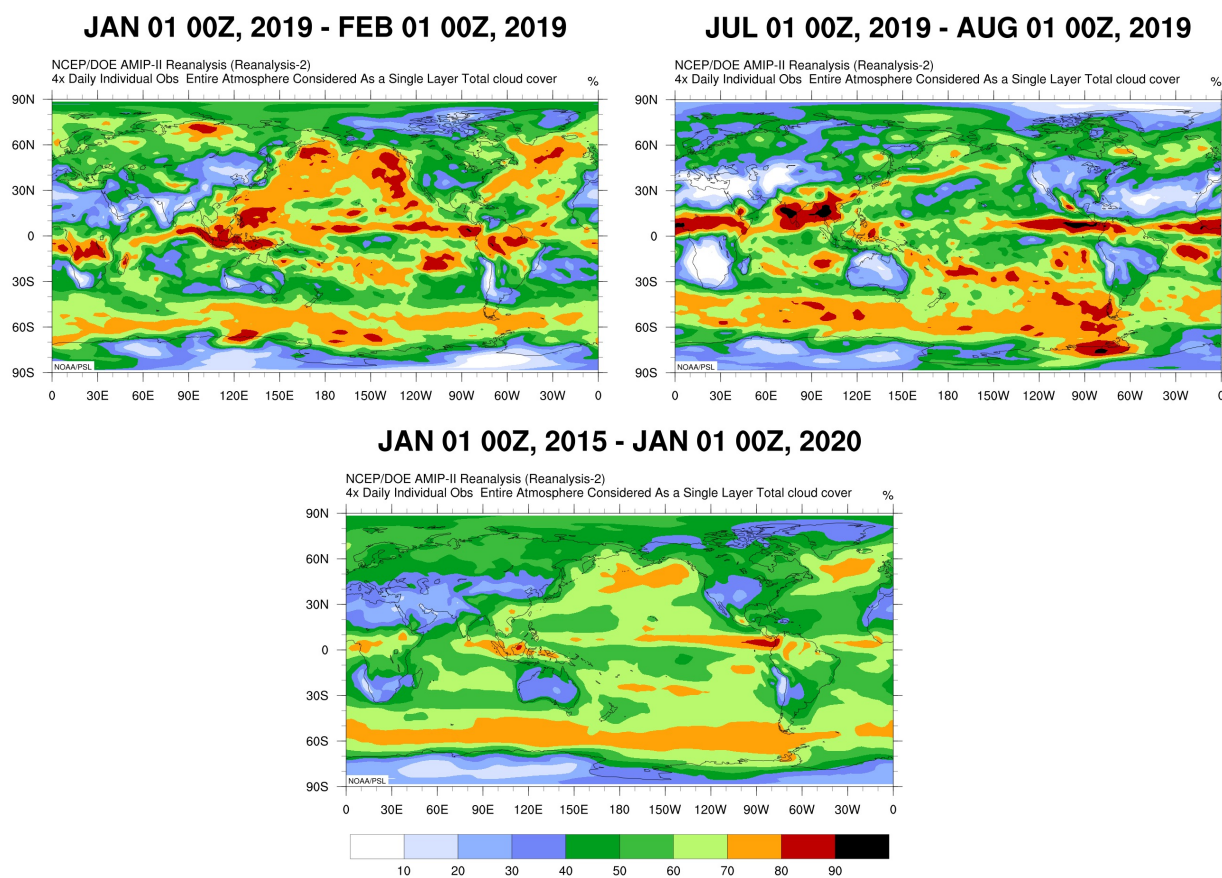 JAN 01 00Z, 2019 - FEB 01 00Z, 2019
NCEP/DOE AMIP-II Reanalysis (Reanalysis-2)
4x Daily Individual Obs Entire Atmosphere Considered As a Single Layer Total cloud cover %
90N
60N
30N
0
30S
60S
90S
NOAA/PSL
0 30E 60E 90E 120E 150E 180 150W 120W 90W 60W 30W 0
JUL 01 00Z, 2019 - AUG 01 00Z, 2019
NCEP/DOE AMIP-II Reanalysis (Reanalysis-2)
4x Daily Individual Obs Entire Atmosphere Considered As a Single Layer Total cloud cover %
90N
60N
30N
0
30S
60S
90S
NOAA/PSL
0 30E 60E 90E 120E 150E 180 150W 120W 90W 60W 30W 0
JAN 01 00Z, 2015 - JAN 01 00Z, 2020
NCEP/DOE AMIP-II Reanalysis (Reanalysis-2)
4x Daily Individual Obs Entire Atmosphere Considered As a Single Layer Total cloud cover %
90N
60N
30N
0
30S
60S
90S
NOAA/PSL
0 30E 60E 90E 120E 150E 180 150W 120W 90W 60W 30W 0
10 20 30 40 50 60 70 80 90